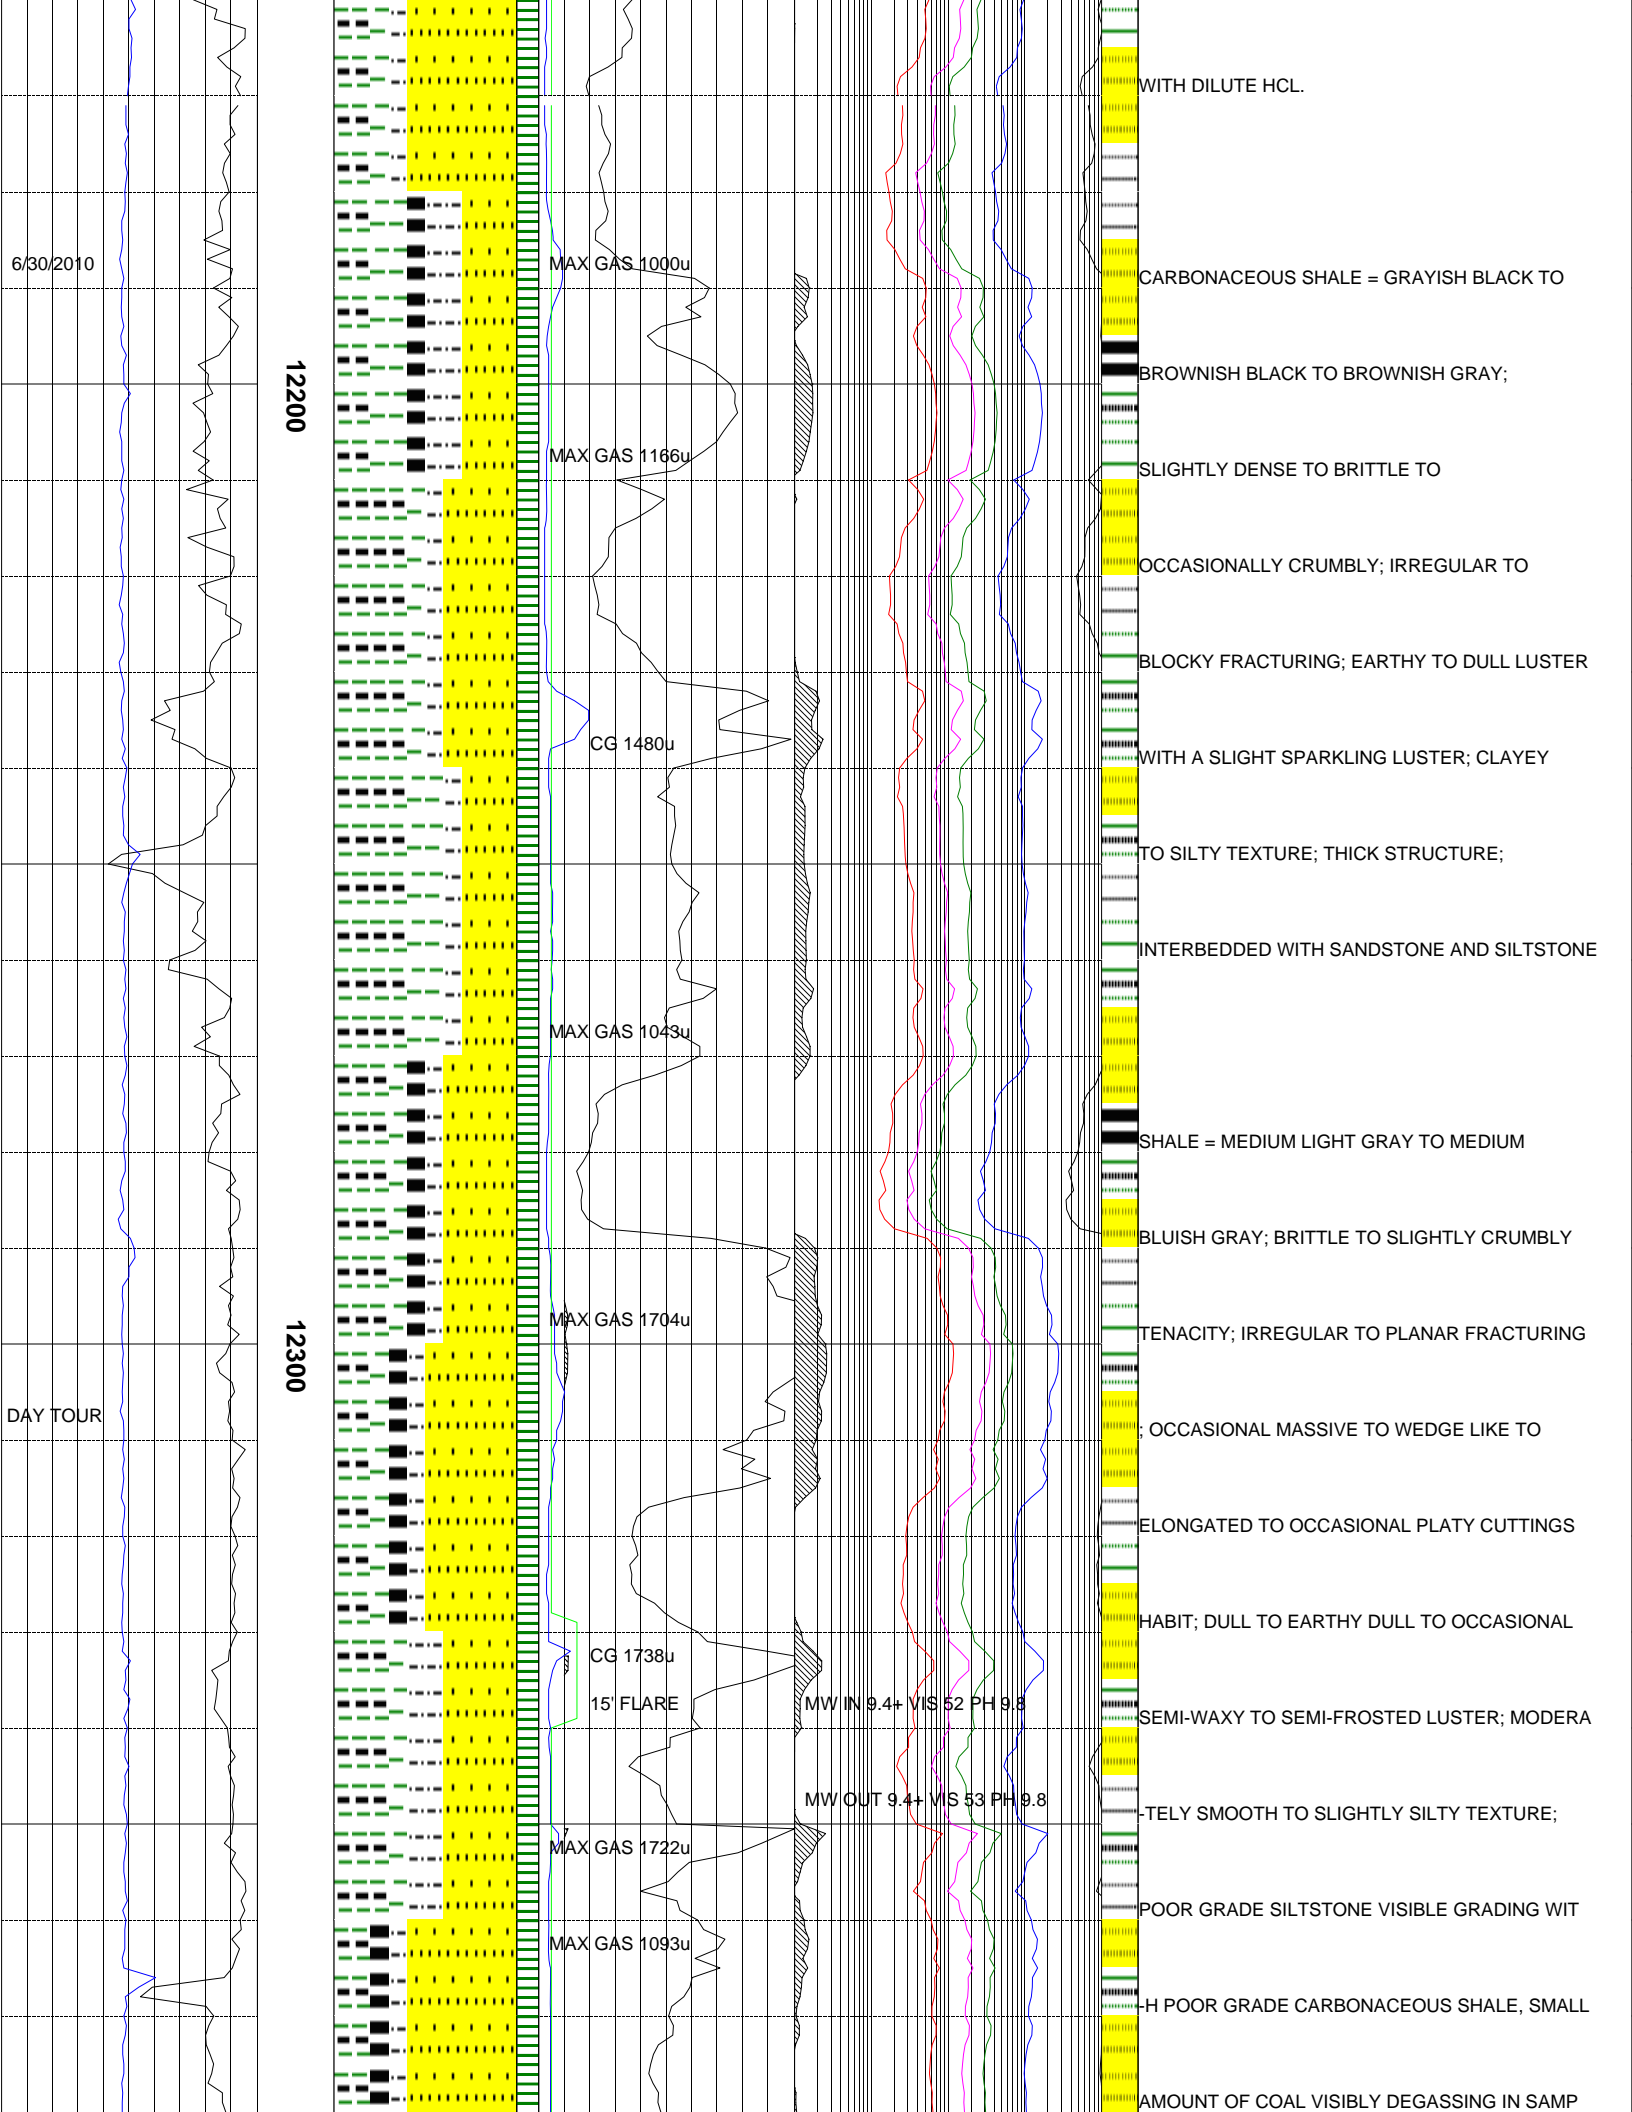 WITH DILUTE HCL.
6/30/2010
MAX GAS 1000u
CARBONACEOUS SHALE = GRAYISH BLACK TO
12200
BROWNISH BLACK TO BROWNISH GRAY;
MAX GAS 1166u
SLIGHTLY DENSE TO BRITTLE TO
OCCASIONALLY CRUMBLY; IRREGULAR TO
BLOCKY FRACTURING; EARTHY TO DULL LUSTER
CG 1480u
WITH A SLIGHT SPARKLING LUSTER; CLAYEY
TO SILTY TEXTURE; THICK STRUCTURE;
INTERBEDDED WITH SANDSTONE AND SILTSTONE
MAX GAS 1043u
SHALE = MEDIUM LIGHT GRAY TO MEDIUM
BLUISH GRAY; BRITTLE TO SLIGHTLY CRUMBLY
MAX GAS 1704u
TENACITY; IRREGULAR TO PLANAR FRACTURING
12300
DAY TOUR
; OCCASIONAL MASSIVE TO WEDGE LIKE TO
ELONGATED TO OCCASIONAL PLATY CUTTINGS
HABIT; DULL TO EARTHY DULL TO OCCASIONAL
CG 1738u
15' FLARE
MW IN 9.4+ VIS 52 PH 9.8
SEMI-WAXY TO SEMI-FROSTED LUSTER; MODERA
MW OUT 9.4+ VIS 53 PH 9.8
-TELY SMOOTH TO SLIGHTLY SILTY TEXTURE;
MAX GAS 1722u
POOR GRADE SILTSTONE VISIBLE GRADING WIT
MAX GAS 1093u
-H POOR GRADE CARBONACEOUS SHALE, SMALL
AMOUNT OF COAL VISIBLY DEGASSING IN SAMP